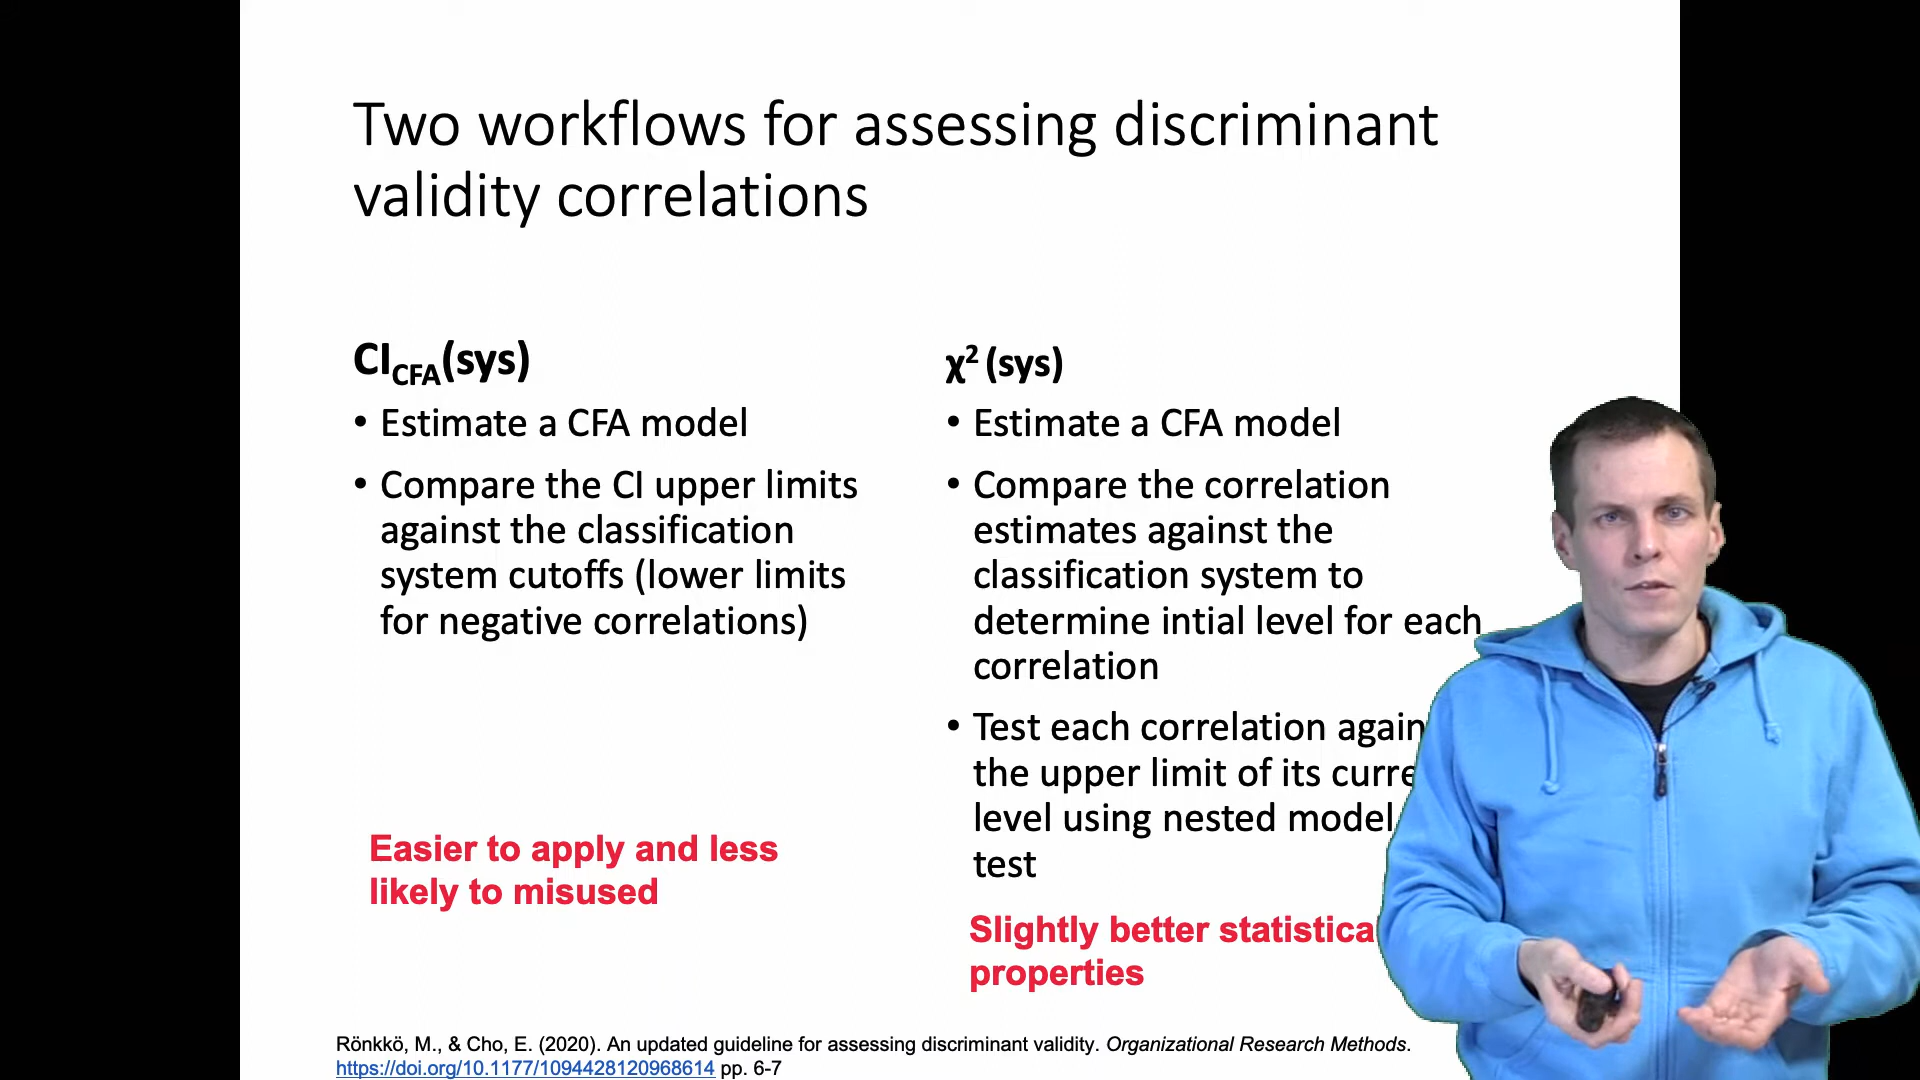 Two workflows for assessing discriminant
validity correlations
CI CFA (sys)
• Estimate a CFA model
• Compare the CI upper limits
against the classification
system cutoffs (lower limits
for negative correlations)
Easier to apply and less
likely to misused
χ² (sys)
• Estimate a CFA model
• Compare the correlation
estimates against the
classification system to
determine intial level for each
correlation
• Test each correlation
the upper limit of its
level using nested model
test
Slightly better
properties
Rönkkö, M., & Cho, E. (2020). An updated guideline for assessing discriminant validity. Organizational Research Methods.
https://doi.org/10.1177/1094428120968614 pp. 6-7